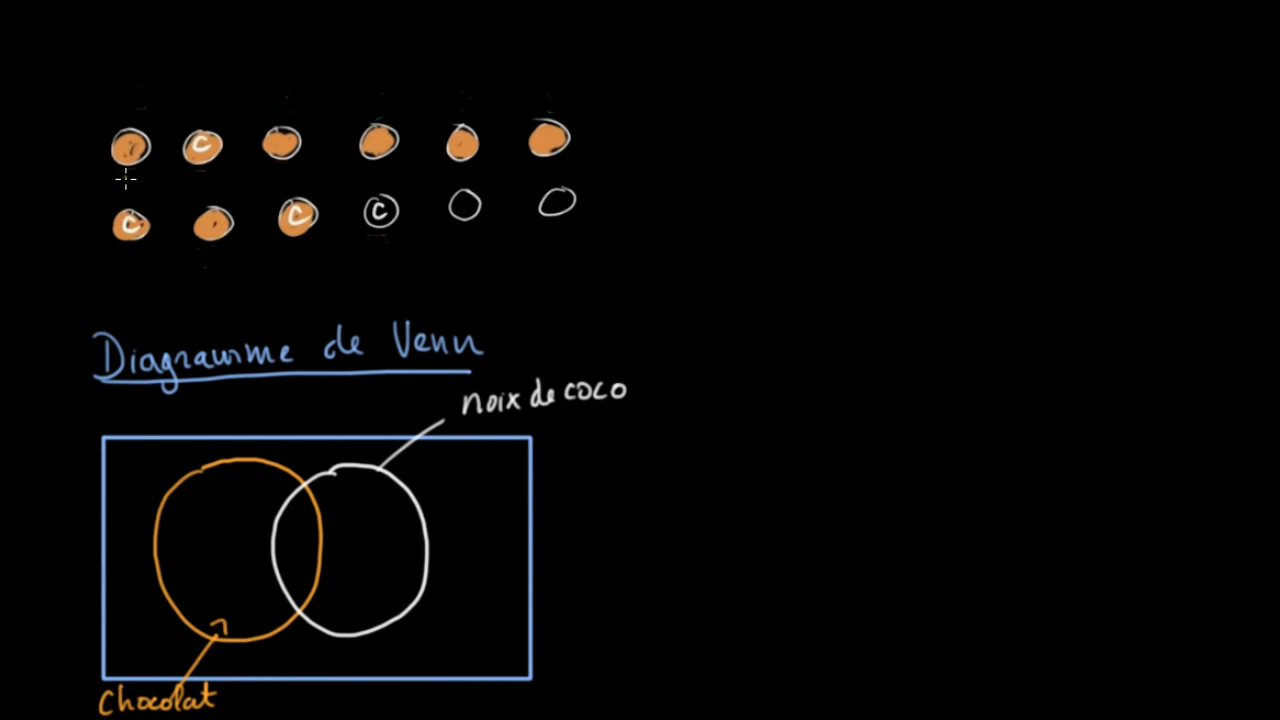 C
C C C
Diagramme de Venn
noix de coco
Chocolat